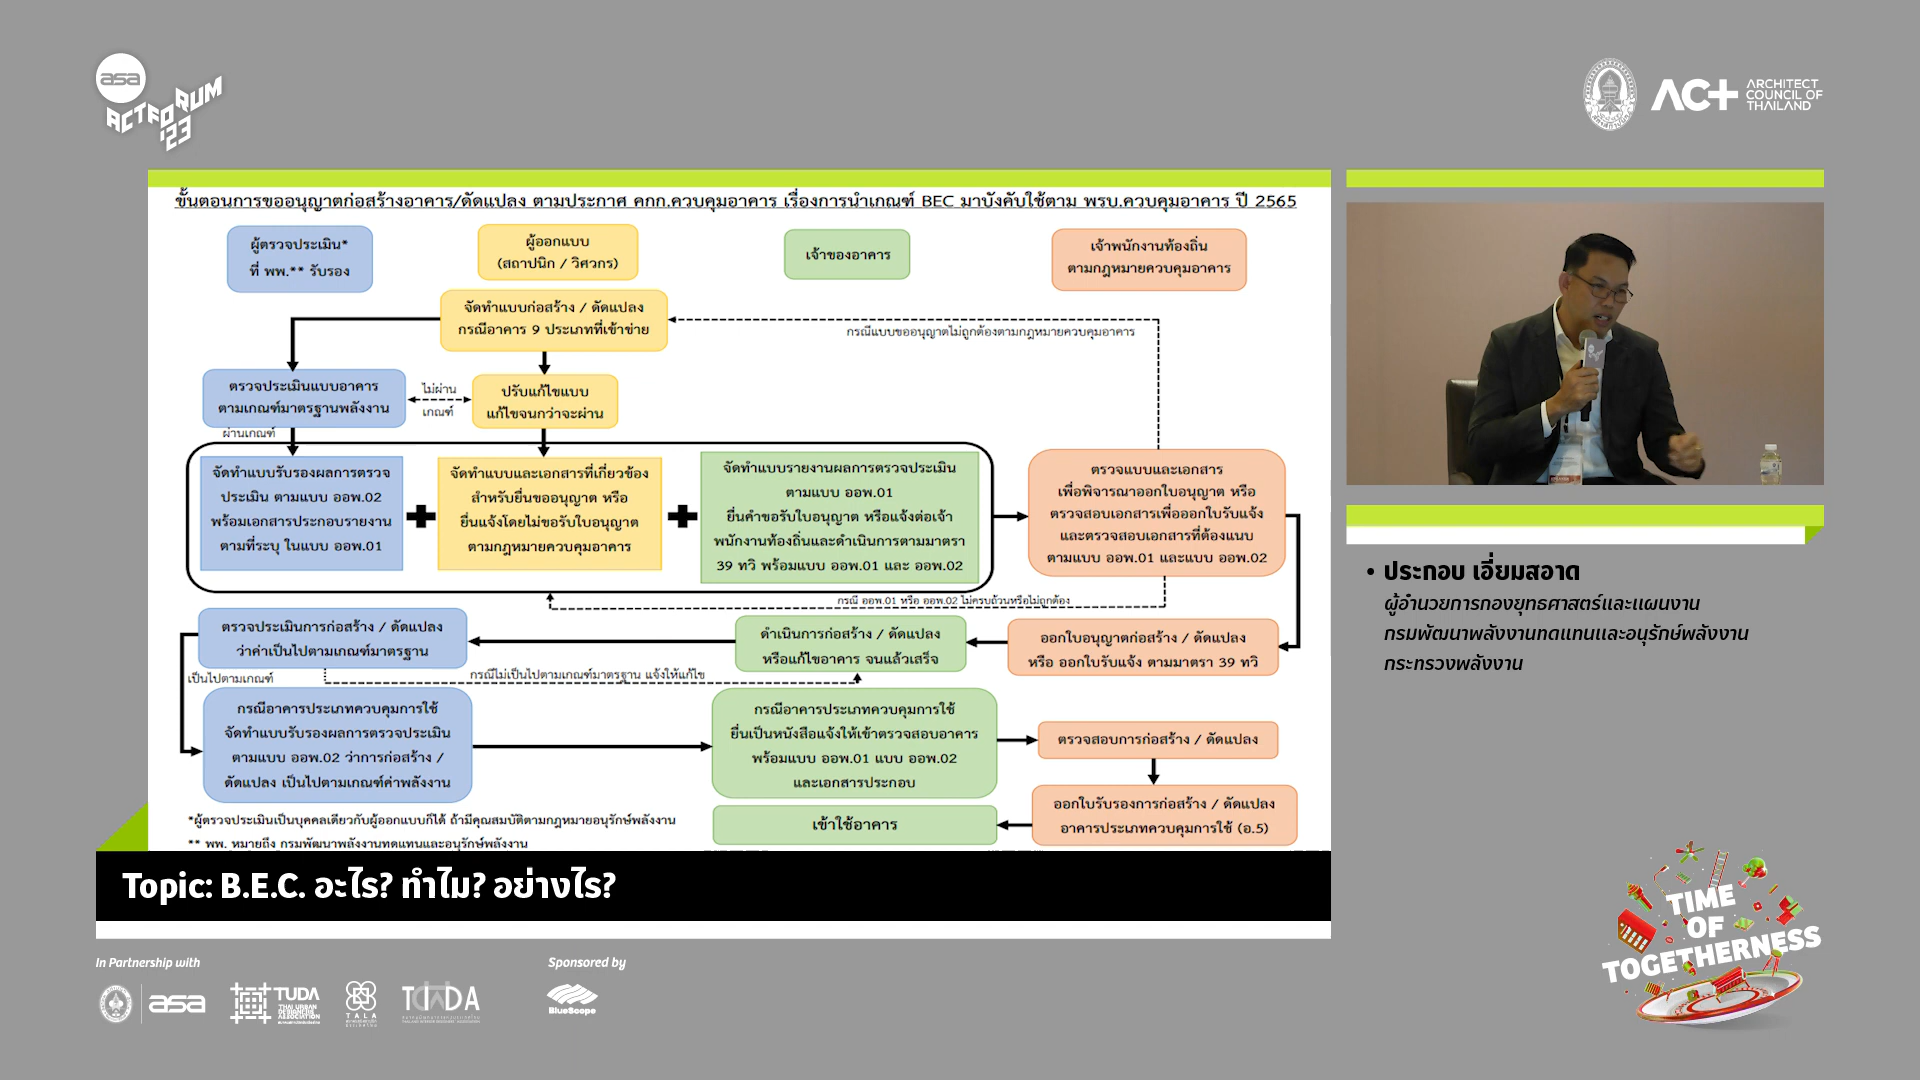 asa
ACTFORUM
'23
ACT
ARCHITECT
COUNCIL OF
THAILAND
ขั้นตอนการขออนุญาตก่อสร้างอาคาร/ดัดแปลง ตามประกาศ คกก.ควบคุมอาคาร เรื่องการนำเกณฑ์ BEC มาบังคับใช้ตาม พรบ.ควบคุมอาคาร ปี 2565
ผู้ตรวจประเมิน*
ที่ พพ.** รับรอง
ผู้ออกแบบ
(สถาปนิก / วิศวกร)
เจ้าของอาคาร
เจ้าพนักงานท้องถิ่น
ตามกฎหมายควบคุมอาคาร
จัดทำแบบก่อสร้าง / ดัดแปลง
กรณีอาคาร 9 ประเภทที่เข้าข่าย
กรณีแบบขออนุญาตไม่ถูกต้องตามกฎหมายควบคุมอาคาร
ตรวจประเมินแบบอาคาร
ตามเกณฑ์มาตรฐานพลังงาน
ไม่ผ่าน
เกณฑ์
ปรับแก้ไขแบบ
แก้ไขจนกว่าจะผ่าน
ผ่านเกณฑ์
จัดทำแบบรับรองผลการตรวจ
ประเมิน ตามแบบ ออพ.02
พร้อมเอกสารประกอบรายงาน
ตามที่ระบุ ในแบบ ออพ.01
จัดทำแบบและเอกสารที่เกี่ยวข้อง
สำหรับยื่นขออนุญาต หรือ
ยื่นแจ้งโดยไม่ขอรับใบอนุญาต
ตามกฎหมายควบคุมอาคาร
จัดทำแบบรายงานผลการตรวจประเมิน
ตามแบบ ออพ.01
ยื่นคำขอรับใบอนุญาต หรือแจ้งต่อเจ้า
พนักงานท้องถิ่นและดำเนินการตามมาตรา
39 ทวิ พร้อมแบบ ออพ.01 และ ออพ.02
ตรวจแบบและเอกสาร
เพื่อพิจารณาออกใบอนุญาต หรือ
ตรวจสอบเอกสารเพื่อออกใบรับแจ้ง
และตรวจสอบเอกสารที่ต้องแนบ
ตามแบบ ออพ.01 และแบบ ออพ.02
กรณี ออพ.01 หรือ ออพ.02 ไม่ครบถ้วนหรือไม่ถูกต้อง
ตรวจประเมินการก่อสร้าง / ดัดแปลง
ว่าค่าเป็นไปตามเกณฑ์มาตรฐาน
ดำเนินการก่อสร้าง / ดัดแปลง
หรือแก้ไขอาคาร จนแล้วเสร็จ
ออกใบอนุญาตก่อสร้าง / ดัดแปลง
หรือ ออกใบรับแจ้ง ตามมาตรา 39 ทวิ
เป็นไปตามเกณฑ์
กรณีไม่เป็นไปตามเกณฑ์มาตรฐาน แจ้งให้แก้ไข
กรณีอาคารประเภทควบคุมการใช้
จัดทำแบบรับรองผลการตรวจประเมิน
ตามแบบ ออพ.02 ว่าการก่อสร้าง /
ดัดแปลง เป็นไปตามเกณฑ์ค่าพลังงาน
กรณีอาคารประเภทควบคุมการใช้
ยื่นเป็นหนังสือแจ้งให้เข้าตรวจสอบอาคาร
พร้อมแบบ ออพ.01 แบบ ออพ.02
และเอกสารประกอบ
ตรวจสอบการก่อสร้าง / ดัดแปลง
ออกใบรับรองการก่อสร้าง / ดัดแปลง
อาคารประเภทควบคุมการใช้ (อ.5)
เข้าใช้อาคาร
*ผู้ตรวจประเมินเป็นบุคคลเดียวกับผู้ออกแบบก็ได้ ถ้ามีคุณสมบัติตามกฎหมายอนุรักษ์พลังงาน
** พพ. หมายถึง กรมพัฒนาพลังงานทดแทนและอนุรักษ์พลังงาน
• ประกอบ เอี่ยมสอาด
ผู้อำนวยการกองยุทธศาสตร์และแผนงาน
กรมพัฒนาพลังงานทดแทนและอนุรักษ์พลังงาน
กระทรวงพลังงาน
Topic: B.E.C. อะไร? ทำไม? อย่างไร?
TIME
OF
TOGETHERNESS
In Partnership with
Sponsored by
asa
TUDA
THAI URBAN
DESIGNERS
ASSOCIATION
TALA
TIDA
BlueScope